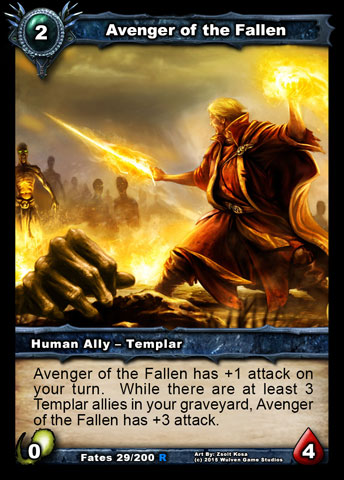 2
Avenger of the Fallen
Human Ally – Templar
Avenger of the Fallen has +1 attack on
your turn.  While there are at least 3
Templar allies in your graveyard, Avenger
of the Fallen has +3 attack.
0
Fates 29/200 R
Art By: Zsolt Kosa
(c) 2015 Wulven Game Studios
4